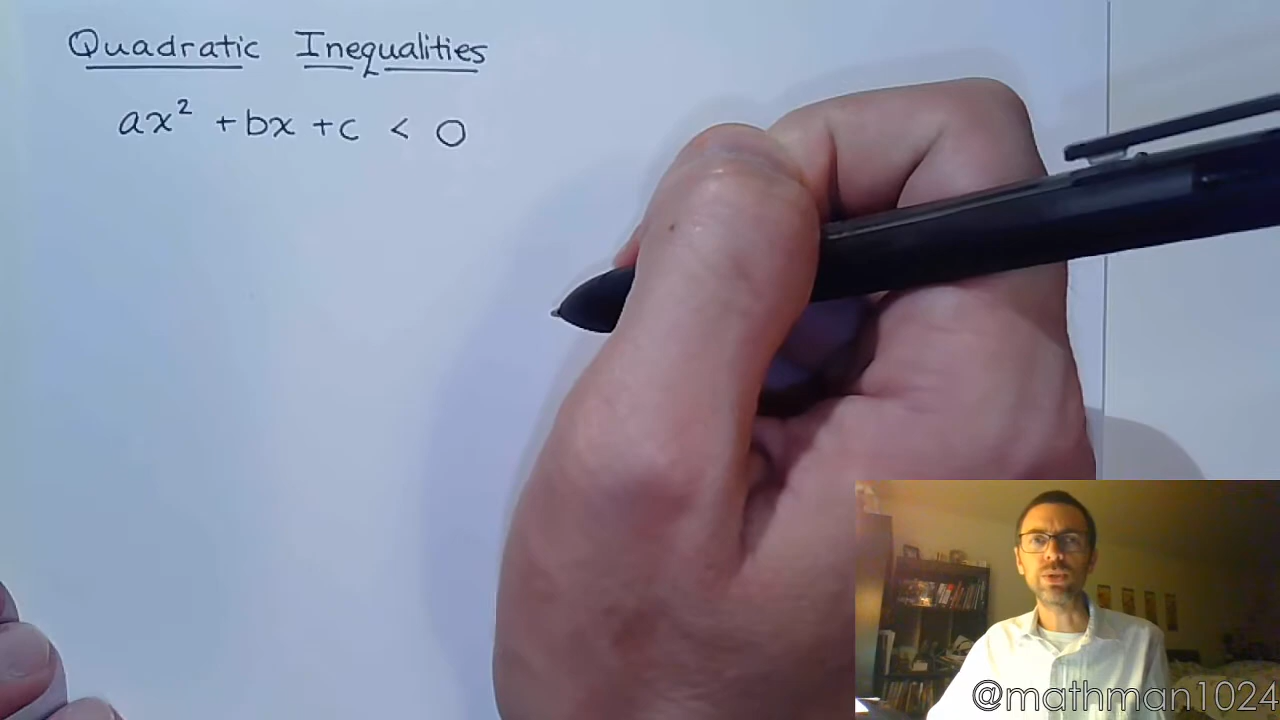 Quadratic Inequalities
ax² + bx + c < 0
@mathman1024